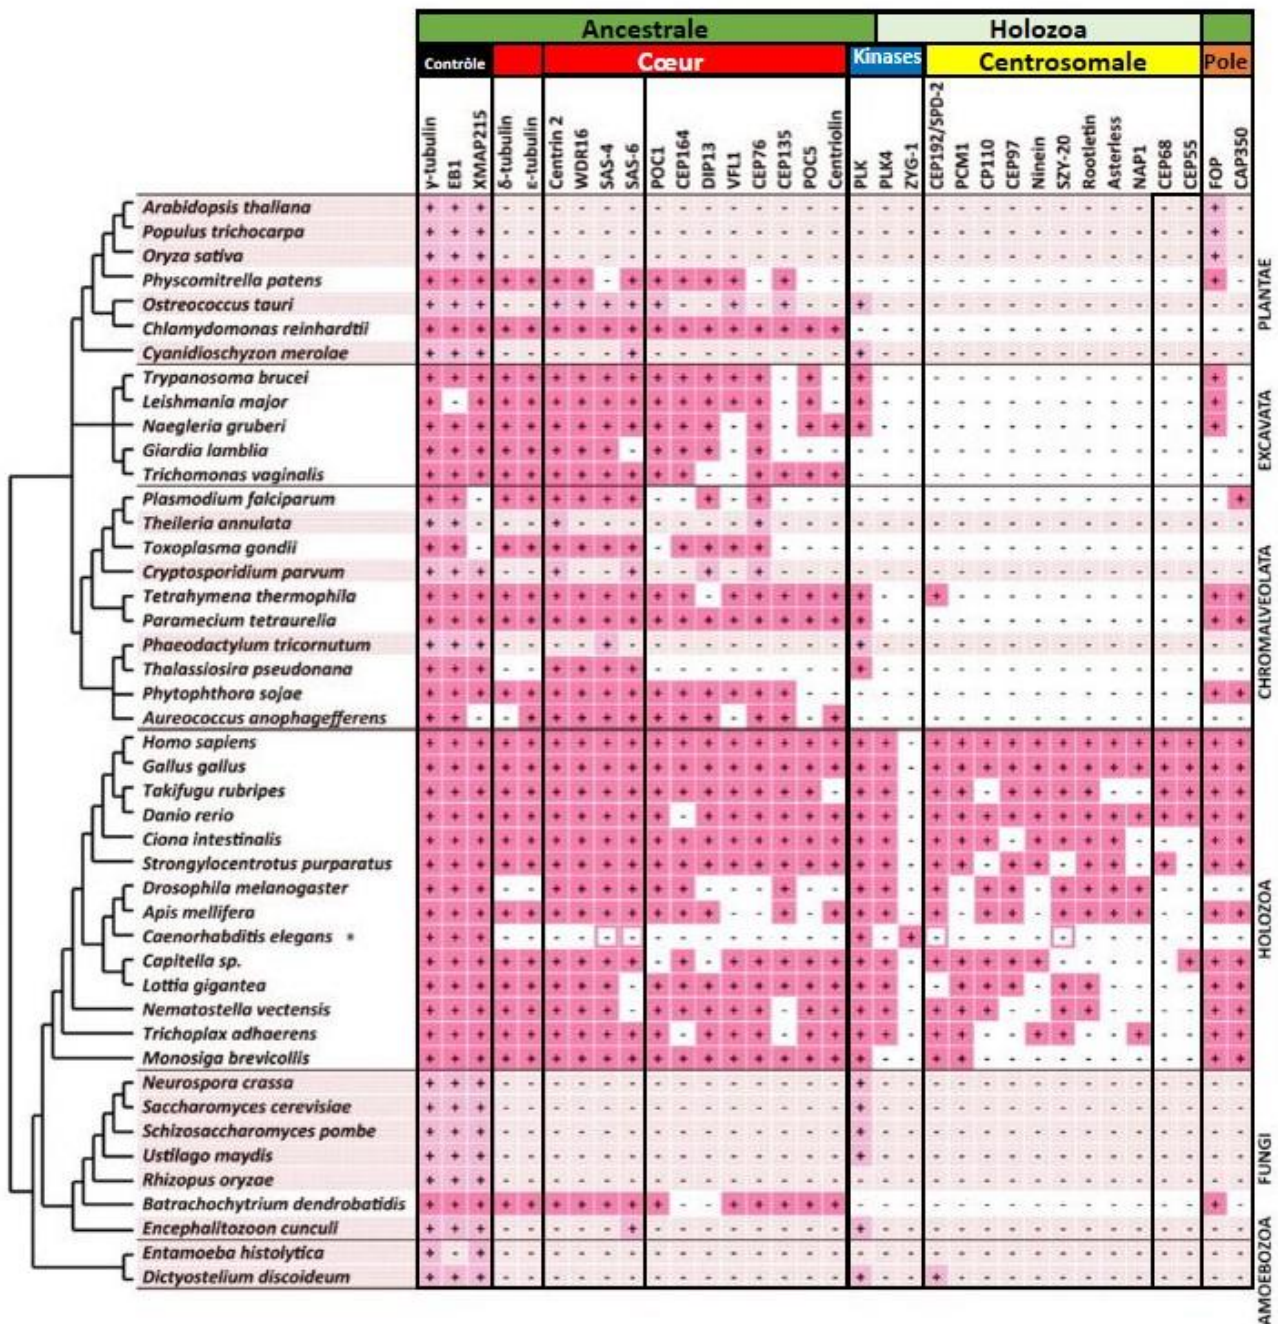 Ancestrale Holozoa
Contrôle Cœur Kinases Centrosomale Pole
γ-tubulin EB1 XMAP215 δ-tubulin ε-tubulin Centrin 2 WDR16 SAS-4 SAS-6 POC1 CEP164 DIP13 VFL1 CEP76 CEP135 POC5 Centriolin PLK PLK4 ZYG-1 CEP192/SPD-2 PCM1 CP110 CEP97 Ninein SZY-20 Rootletin Asterless NAP1 CEP68 CEP55 FOP CAP350
Arabidopsis thaliana + + + - - - - - - - - - - - - - - - - - - - - - - - - - - - - + -
Populus trichocarpa + + + - - - - - - - - - - - - - - - - - - - - - - - - - - - - + -
Oryza sativa + + + - - - - - - - - - - - - - - - - - - - - - - - - - - - - + -
Physcomitrella patens + + + + + + + - + + + + + - + - - - - - - - - - - - - - - - - + -
Ostreococcus tauri + + + - - + + + + + - - + - + - - + - - - - - - - - - - - - - - -
Chlamydomonas reinhardtii + + + + + + + + + + + + + + + + + - - - - - - - - - - - - - - - -
Cyanidioschyzon merolae + + + - - - - - + - - - - - - - - + - - - - - - - - - - - - - - -
PLANTAE
Trypanosoma brucei + + + + + + + + + + + + + + - + - + - - - - - - - - - - - - - + -
Leishmania major + - + + + + + + + + + + + + - + - + - - - - - - - - - - - - - + -
Naegleria gruberi + + + + + + + + + + + + - + - + + + - - - - - - - - - - - - - + -
Giardia lamblia + + + + + + + + - + + + - + - - - - - - - - - - - - - - - - - - -
Trichomonas vaginalis + + + + + + + + + + + - - + + + + - - - - - - - - - - - - - - - -
EXCAVATA
Plasmodium falciparum + + - + + + + + + - - + - + - - - - - - - - - - - - - - - - - - +
Theileria annulata + + - - - + - - - - - - - + - - - - - - - - - - - - - - - - - - -
Toxoplasma gondii + + - + + + + + + - + + + + - - - - - - - - - - - - - - - - - - -
Cryptosporidium parvum + + + - - + - - + - - + - + - - - - - - - - - - - - - - - - - - -
Tetrahymena thermophila + + + + + + + + + + + - + + + + + + - - + - - - - - - - - - - + +
Paramecium tetraurelia + + + + + + + + + + + + + + + + + + - - - - - - - - - - - - - + +
Phaeodactylum tricornutum + + + - - - - + - - - - - - - - - + - - - - - - - - - - - - - - -
Thalassiosira pseudonana + + + - - + + + + - - - - - - - - + - - - - - - - - - - - - - - -
Phytophthora sojae + + + + + + + + + + + + + + + - - - - - - - - - - - - - - - - + +
Aureococcus anophagefferens + + - - + + + + + + + + - + + - + - - - - - - - - - - - - - - - -
CHROMALVEOLATA
Homo sapiens + + + + + + + + + + + + + + + + + + + - + + + + + + + + + + + + +
Gallus gallus + + + + + + + + + + + + + + + + + + + - + + + + + + + + + + + + +
Takifugu rubripes + + + + + + + + + + + + + + + + - + + - + + - + + + + - - + + + +
Danio rerio + + + + + + + + + + - + + + + + + + + - + + + + + + + + + + + + +
Ciona intestinalis + + + + + + + + + + + + + + + + + + + - + + + - + + + + - - - + +
Strongylocentrotus purparatus + + + + + + + + + + + + + + + + + + + - + + - + + - + + - + - + +
Drosophila melanogaster + + + - - + + + + + + - - - + - - + + - + - + + - + + + + - - - -
Apis mellifera + + + + + + + + + + + + - - + - + + + - + - + + - + + + + - - + +
Caenorhabditis elegans * + + + - - - - - - - - - - - - - - + - + - - - - - - - - - - - - -
Capitella sp. + + + + + + + + + - + - + + + + + + + - + + + + + - - - - - + + +
Lottia gigantea + + + + + + + + - + + + + + + + + + + - - + + + - + + - - - - + +
Nematostella vectensis + + + + + + + + - + + + + + - + + + + - + + + - - + + - - - - + +
Trichoplax adhaerens + + + + + + + + + + - + + + - + + + + - + + - - + + - - + - - + +
Monosiga brevicollis + + + + + + + + + + + + + + + + + + - - + + - - - - - - - - - + +
HOLOZOA
Neurospora crassa + + + - - - - - - - - - - - - - - + - - - - - - - - - - - - - - -
Saccharomyces cerevisiae + + + - - - - - - - - - - - - - - + - - - - - - - - - - - - - - -
Schizosaccharomyces pombe + + + - - - - - - - - - - - - - - + - - - - - - - - - - - - - - -
Ustilago maydis + + + - - - - - - - - - - - - - - + - - - - - - - - - - - - - - -
Rhizopus oryzae + + + - - - - - - - - - - - - - - - - - - - - - - - - - - - - - -
Batrachochytrium dendrobatidis + + + + + + + + + + - - + + + + + - - - - - - - - - - - - - - + -
Encephalitozoon cunculi + + + - - - - - + - - - - - - - - + - - - - - - - - - - - - - - -
FUNGI
Entamoeba histolytica + - + - - - - - - - - - - - - - - - - - - - - - - - - - - - - - -
Dictyostelium discoideum + + + - - - - - - - - - - - - - - + - - + - - - - - - - - - - - -
AMOEBOZOA